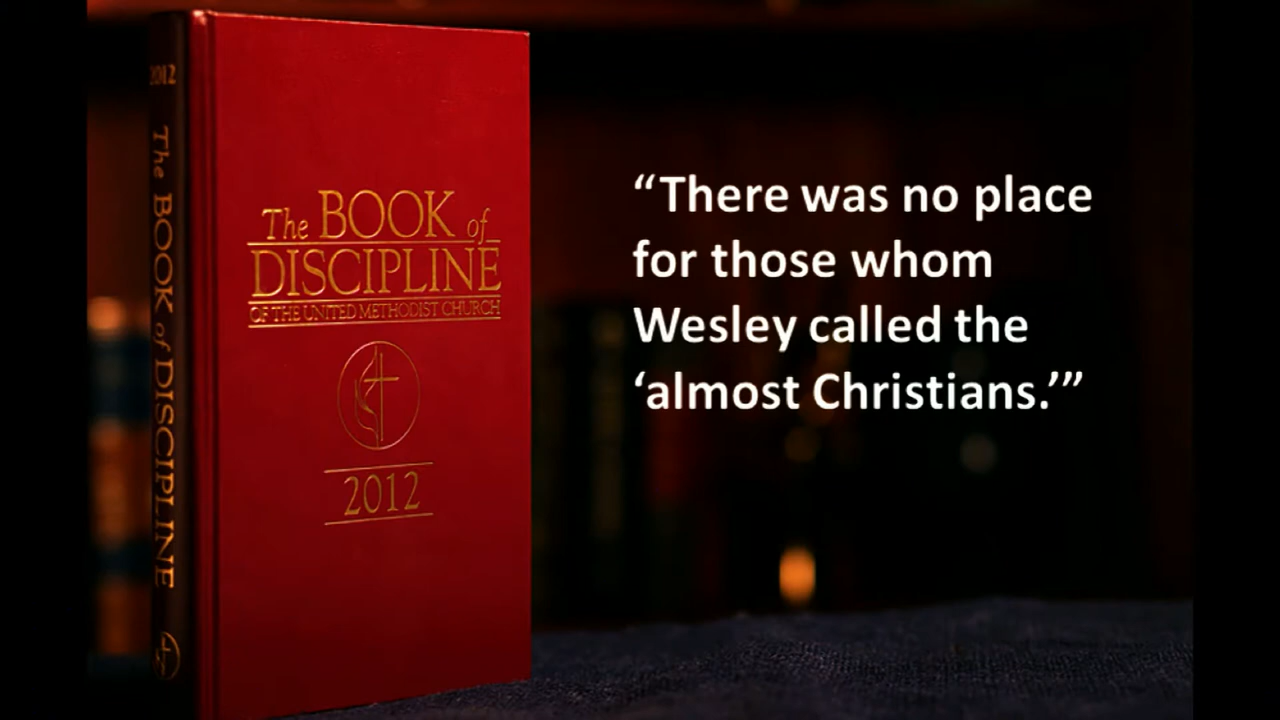 2012
The BOOK of DISCIPLINE
The BOOK of
DISCIPLINE
OF THE UNITED METHODIST CHURCH
2012
“There was no place
for those whom
Wesley called the
‘almost Christians.’”